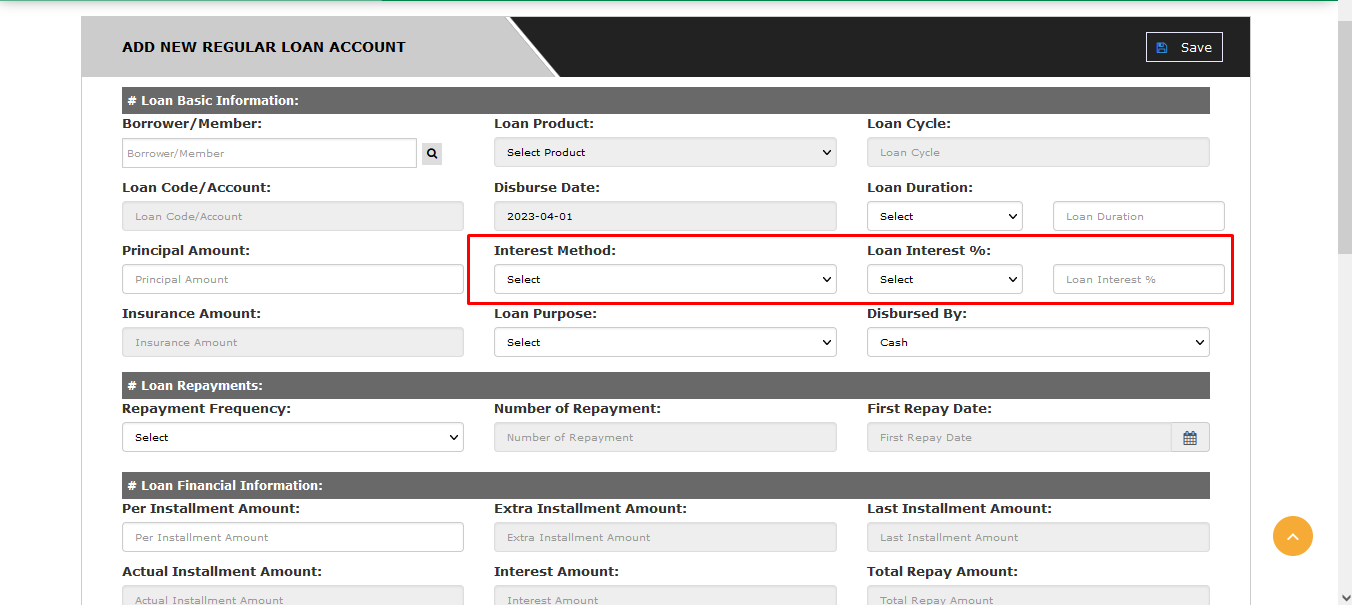 ADD NEW REGULAR LOAN ACCOUNT
Save
# Loan Basic Information:
Borrower/Member: Loan Product: Loan Cycle:
Borrower/Member Select Product Loan Cycle
Loan Code/Account: Disburse Date: Loan Duration:
Loan Code/Account 2023-04-01 Select Loan Duration
Principal Amount: Interest Method: Loan Interest %:
Principal Amount Select Select Loan Interest %
Insurance Amount: Loan Purpose: Disbursed By:
Insurance Amount Select Cash
# Loan Repayments:
Repayment Frequency: Number of Repayment: First Repay Date:
Select Number of Repayment First Repay Date
# Loan Financial Information:
Per Installment Amount: Extra Installment Amount: Last Installment Amount:
Per Installment Amount Extra Installment Amount Last Installment Amount
Actual Installment Amount: Interest Amount: Total Repay Amount:
Actual Installment Amount Interest Amount Total Repay Amount